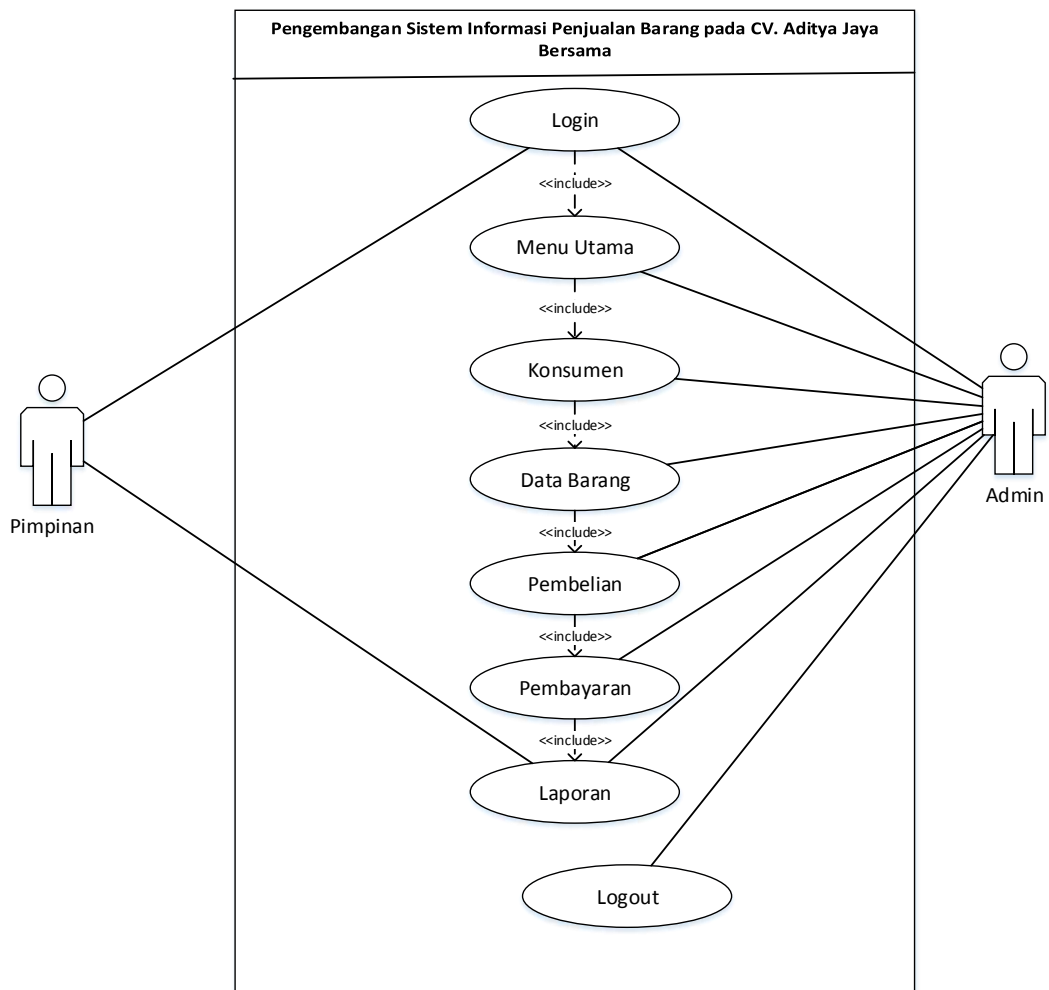 Pengembangan Sistem Informasi Penjualan Barang pada CV. Aditya Jaya
Bersama
Login
<<include>>
Menu Utama
<<include>>
Konsumen
<<include>>
Data Barang
<<include>>
Pembelian
<<include>>
Pembayaran
<<include>>
Laporan
Logout
Pimpinan
Admin